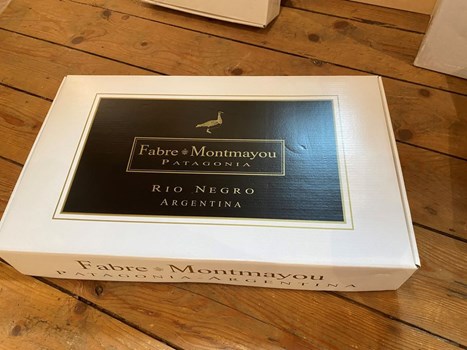 Fabre Montmayou
PATAGONIA
RIO NEGRO
ARGENTINA
Fabre Montmayou
PATAGONIA ARGENTINA